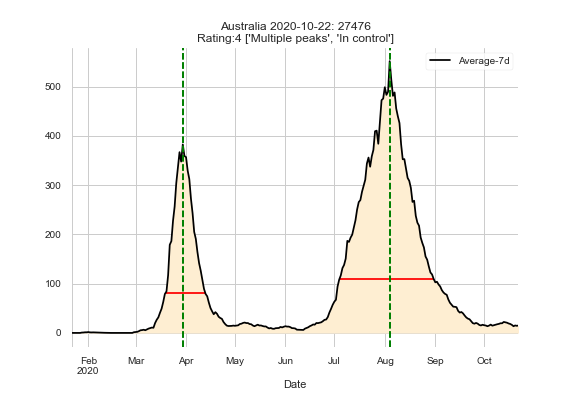 Australia 2020-10-22: 27476
Rating:4 ['Multiple peaks', 'In control']
Average-7d
500
400
300
200
100
0
Feb Mar Apr May Jun Jul Aug Sep Oct
2020
Date